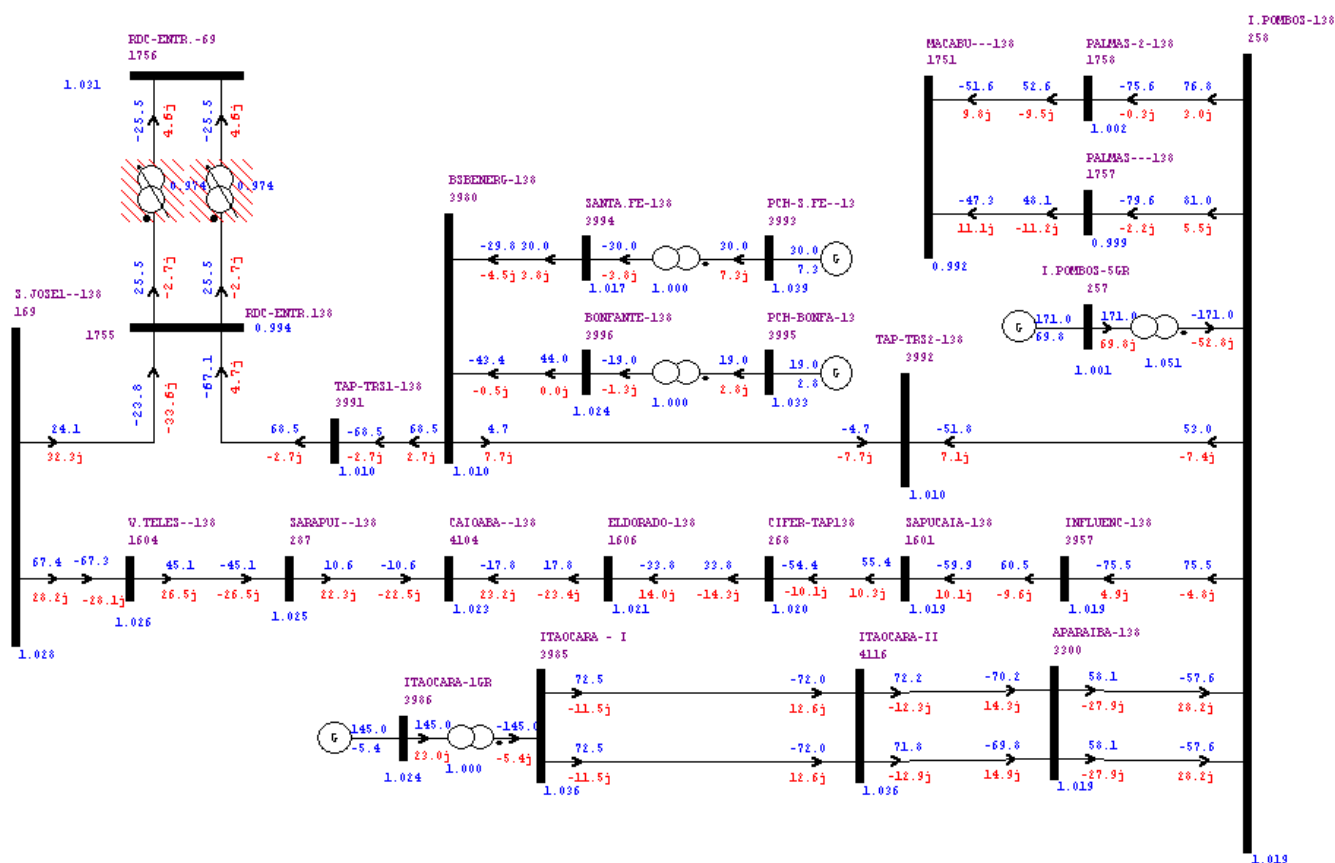 I.POMBOS-138
258
RDC-ENTR.-69
1756
1.031
-25.5
4.6j
-25.5
4.6j
0.974
0.974
25.5
-2.7j
25.5
-2.7j
RDC-ENTR.138
1755
0.994
-23.8
-33.6j
-67.1
4.7j
S.JOSE1--138
169
24.1
32.3j
MACABU---138
1751
PALMAS-2-138
1758
-51.6
52.6
-75.6
76.8
9.8j
-9.5j
-0.3j
3.0j
1.002
PALMAS---138
1757
-47.3
48.1
-79.6
81.0
11.1j
-11.2j
-2.2j
5.5j
0.999
0.992
I.POMBOS-5GR
257
G
171.0
171.0
-171.0
69.8
69.8j
-52.8j
1.001
1.051
BSBENERG-138
3980
SANTA.FE-138
3994
PCH-S.FE--13
3993
-29.8
30.0
-30.0
30.0
30.0
G
-4.5j
3.8j
-3.8j
7.3j
7.3
1.017
1.000
1.039
BONFANTE-138
3996
PCH-BONFA-13
3995
-43.4
44.0
-19.0
19.0
19.0
G
-0.5j
0.0j
-1.3j
2.8j
2.8
1.024
1.000
1.033
TAP-TRS2-138
3992
TAP-TRS1-138
3991
68.5
-68.5
68.5
4.7
-4.7
-51.8
53.0
-2.7j
-2.7j
2.7j
7.7j
-7.7j
7.1j
-7.4j
1.010
1.010
1.010
V.TELES--138
1604
SARAPUI--138
287
CAIOABA--138
4104
ELDORADO-138
1606
CIFER-TAP138
268
SAPUCAIA-138
1601
INFLUENC-138
3957
67.4
-67.3
45.1
-45.1
10.6
-10.6
-17.8
17.8
-33.8
33.8
-54.4
55.4
-59.9
60.5
-75.5
75.5
28.2j
-28.1j
26.5j
-26.5j
22.3j
-22.5j
23.2j
-23.4j
14.0j
-14.3j
-10.1j
10.3j
10.1j
-9.6j
4.9j
-4.8j
1.026
1.025
1.023
1.021
1.020
1.019
1.019
1.028
ITAOCARA - I
3985
ITAOCARA-II
4116
APARAIBA-138
3300
72.5
-72.0
72.2
-70.2
58.1
-57.6
-11.5j
12.6j
-12.3j
14.3j
-27.9j
28.2j
ITAOCARA-1GR
3986
G
145.0
145.0
-145.0
-5.4
23.0j
-5.4j
1.024
1.000
72.5
-72.0
71.8
-69.8
58.1
-57.6
-11.5j
12.6j
-12.9j
14.9j
-27.9j
28.2j
1.036
1.036
1.019
1.019